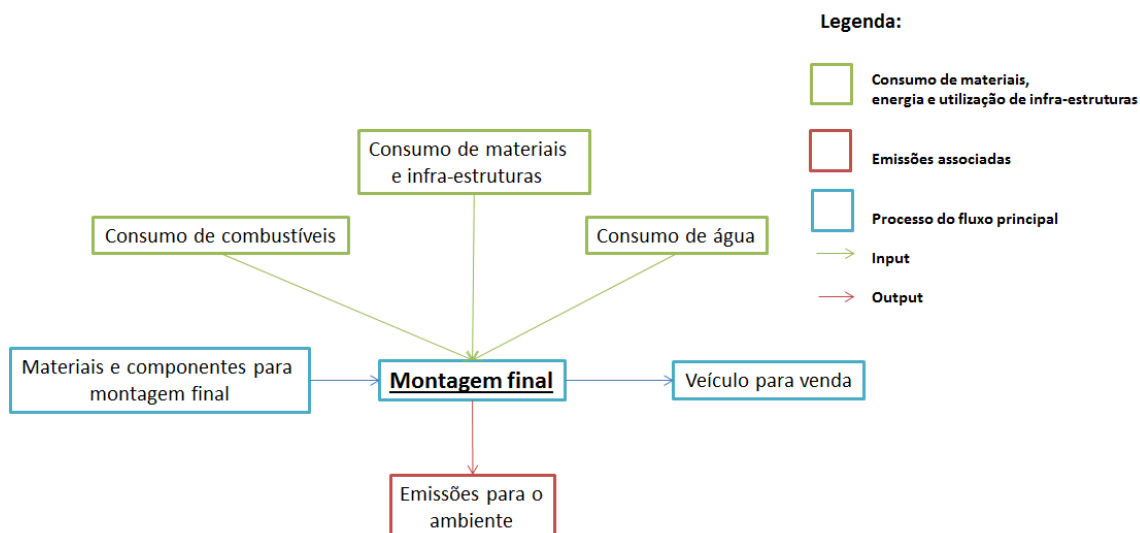 Legenda:
Consumo de materiais,
energia e utilização de infra-estruturas
Emissões associadas
Processo do fluxo principal
Input
Output
Consumo de materiais
e infra-estruturas
Consumo de combustíveis
Consumo de água
Materiais e componentes para
montagem final
Montagem final
Veículo para venda
Emissões para o
ambiente